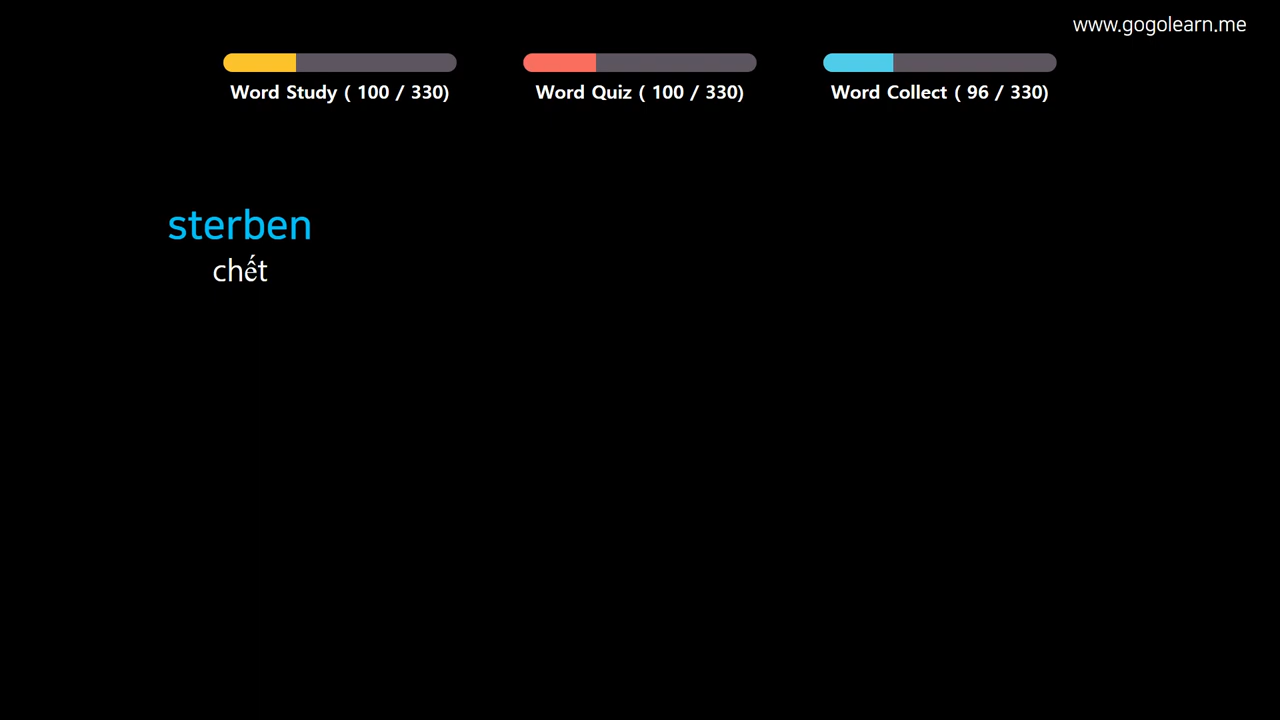 www.gogolearn.me
Word Study ( 100 / 330)
Word Quiz ( 100 / 330)
Word Collect ( 96 / 330)
sterben
chết